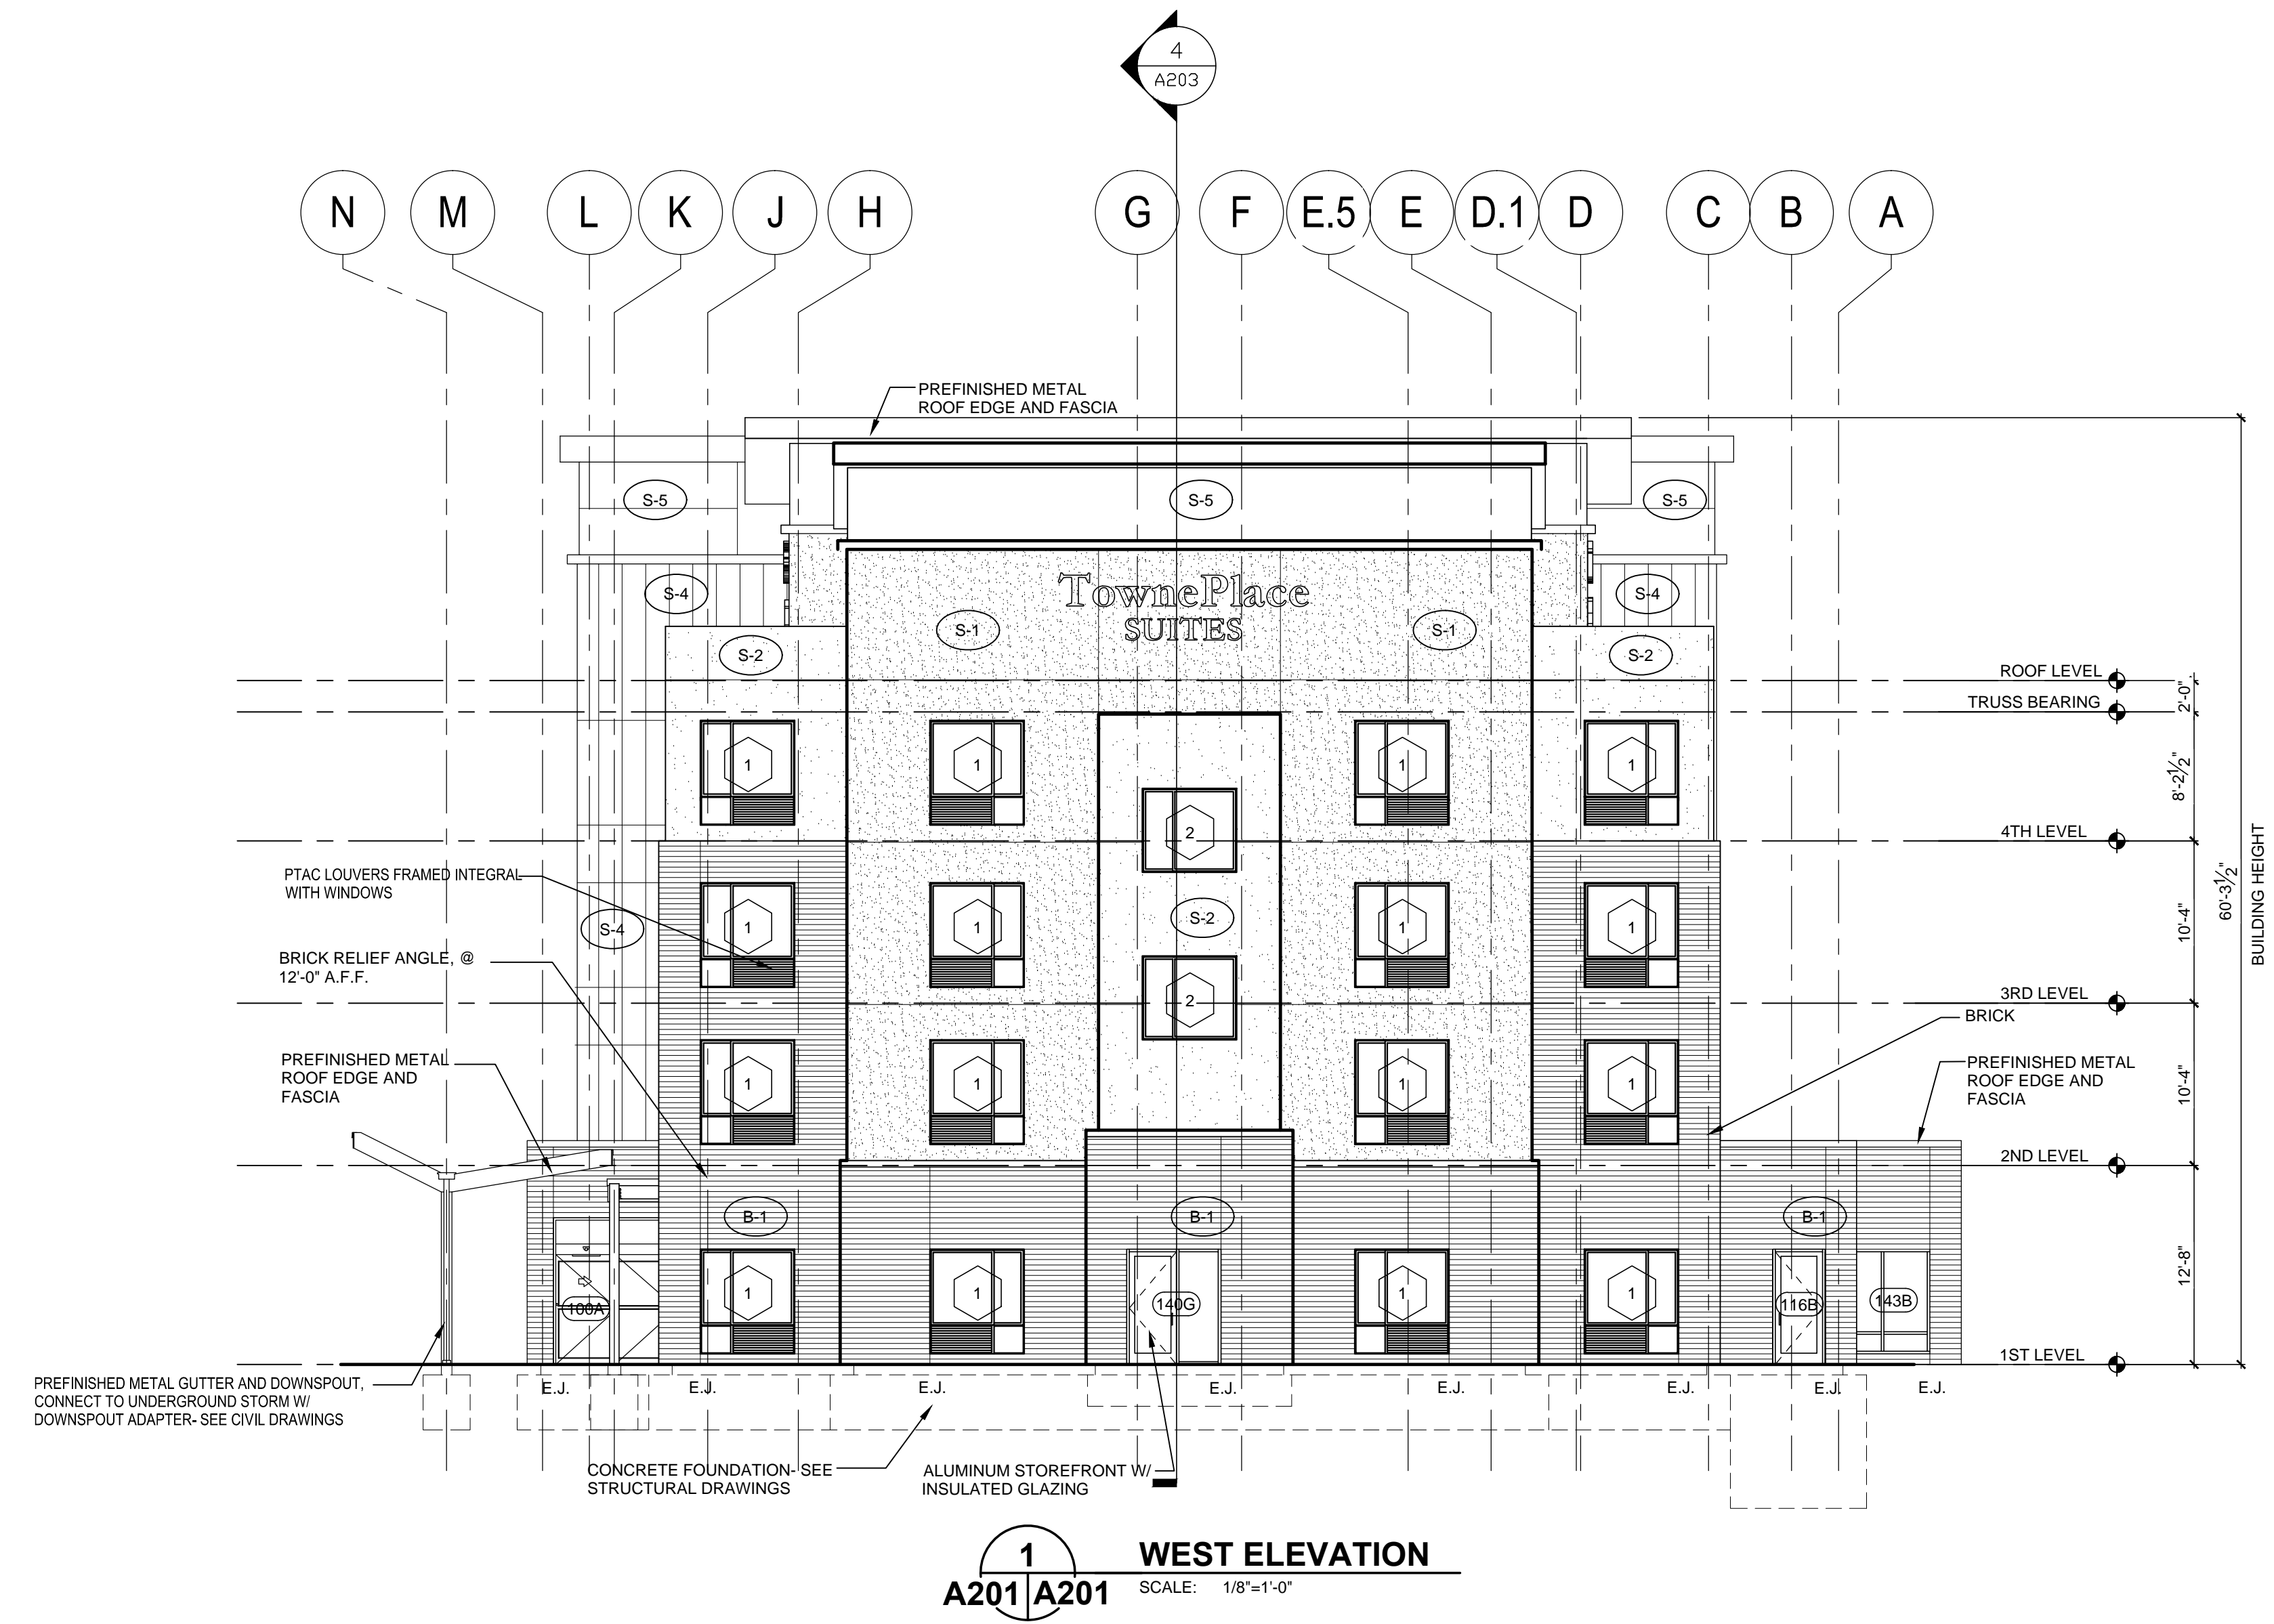 4
A203
N
M
L
K
J
H
G
F
E.5
E
D.1
D
C
B
A
PREFINISHED METAL
ROOF EDGE AND FASCIA
S-5
S-5
S-5
S-4
S-4
TownePlace
SUITES
S-1
S-1
S-2
S-2
ROOF LEVEL
TRUSS BEARING
2'-0"
1
1
1
1
8'-2½"
2
4TH LEVEL
PTAC LOUVERS FRAMED INTEGRAL
WITH WINDOWS
60'-3½"
BUILDING HEIGHT
S-4
1
1
S-2
1
1
10'-4"
BRICK RELIEF ANGLE, @
12'-0" A.F.F.
2
3RD LEVEL
BRICK
PREFINISHED METAL
ROOF EDGE AND
FASCIA
1
1
1
1
10'-4"
PREFINISHED METAL
ROOF EDGE AND
FASCIA
2ND LEVEL
B-1
B-1
B-1
12'-8"
100A
1
1
140G
1
1
116B
143B
1ST LEVEL
PREFINISHED METAL GUTTER AND DOWNSPOUT,
CONNECT TO UNDERGROUND STORM W/
DOWNSPOUT ADAPTER- SEE CIVIL DRAWINGS
E.J.
E.J.
E.J.
E.J.
E.J.
E.J.
E.J.
E.J.
CONCRETE FOUNDATION- SEE
STRUCTURAL DRAWINGS
ALUMINUM STOREFRONT W/
INSULATED GLAZING
1
A201
A201
WEST ELEVATION
SCALE: 1/8"=1'-0"